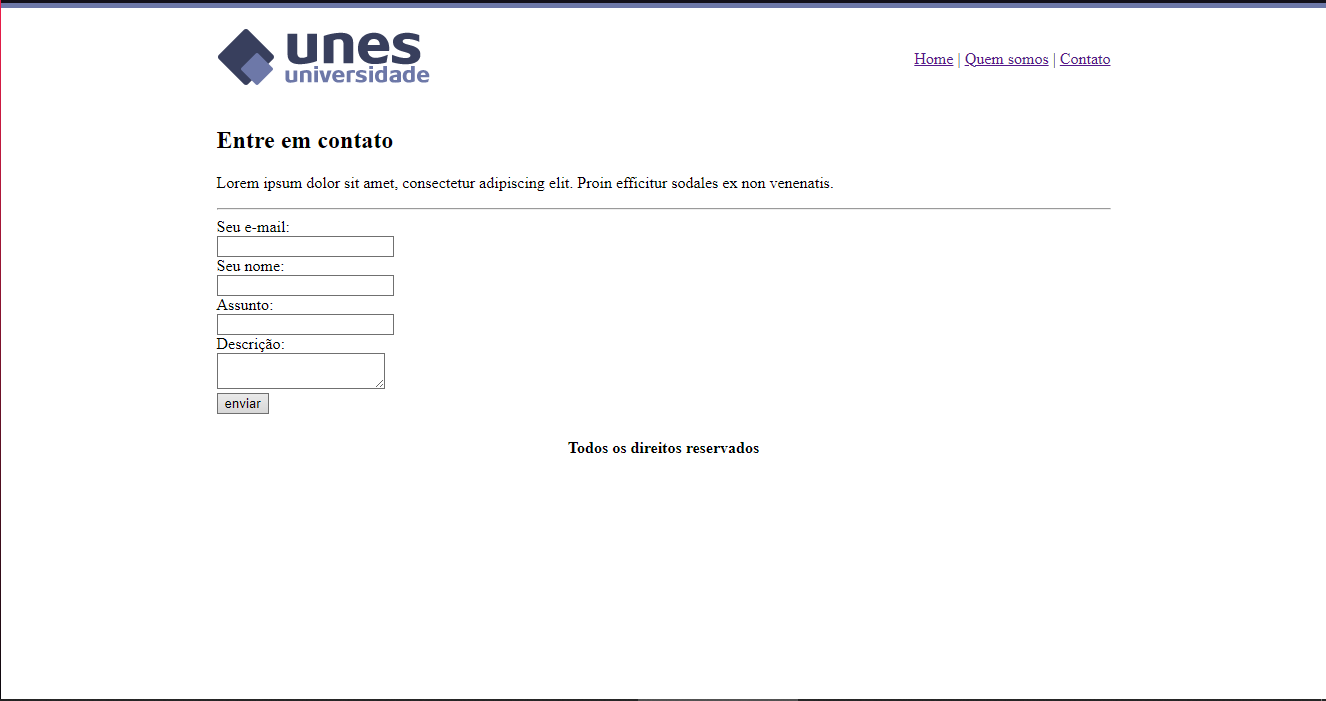 unes
universidade
Home | Quem somos | Contato
Entre em contato
Lorem ipsum dolor sit amet, consectetur adipiscing elit. Proin efficitur sodales ex non venenatis.
Seu e-mail:
Seu nome:
Assunto:
Descrição:
enviar
Todos os direitos reservados